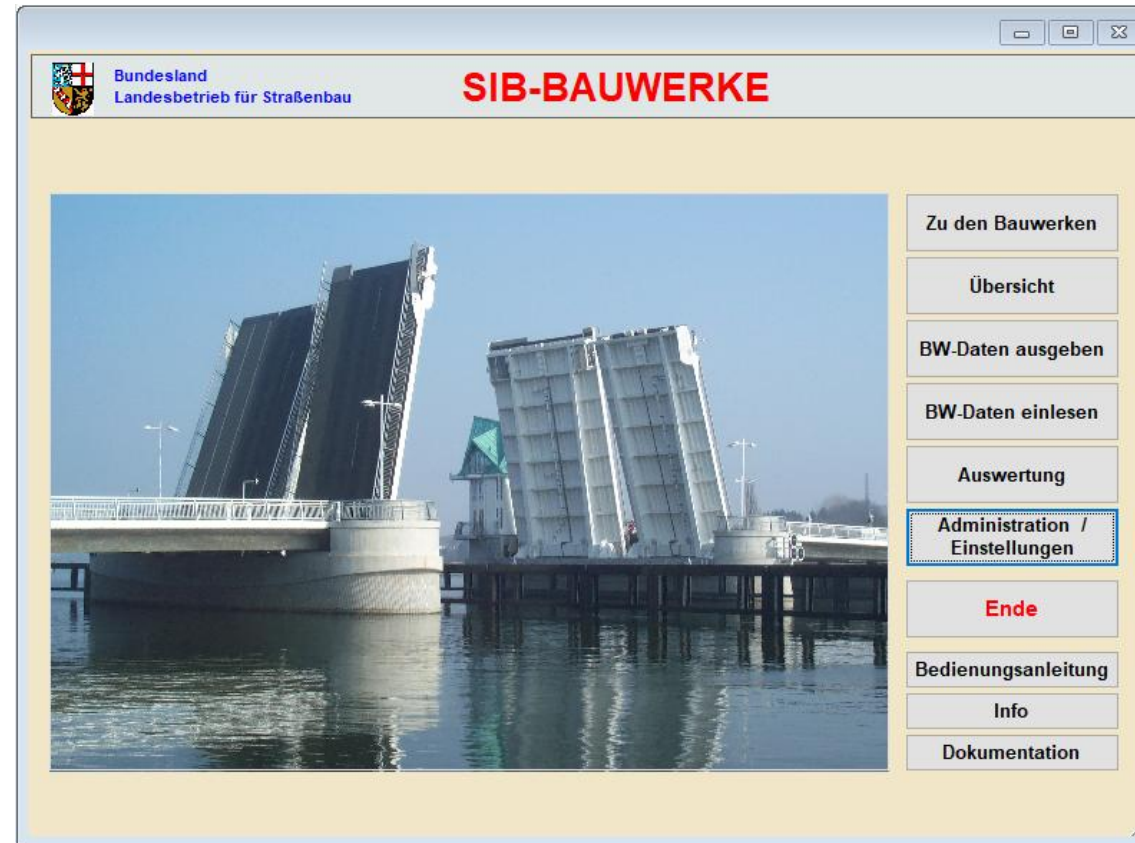 Bundesland
Landesbetrieb für Straßenbau
SIB-BAUWERKE
Zu den Bauwerken
Übersicht
BW-Daten ausgeben
BW-Daten einlesen
Auswertung
Administration /
Einstellungen
Ende
Bedienungsanleitung
Info
Dokumentation